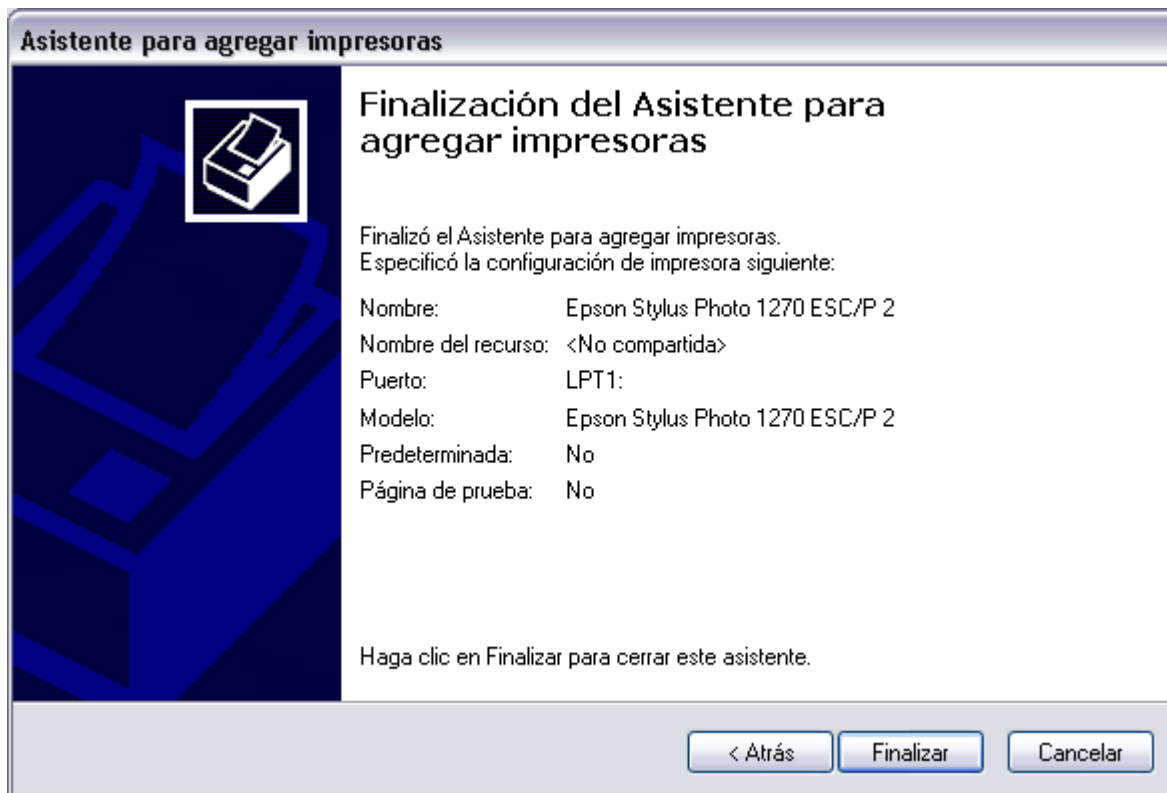 Asistente para agregar impresoras
Finalización del Asistente para
agregar impresoras
Finalizó el Asistente para agregar impresoras.
Especificó la configuración de impresora siguiente:
Nombre: Epson Stylus Photo 1270 ESC/P 2
Nombre del recurso: <No compartida>
Puerto: LPT1:
Modelo: Epson Stylus Photo 1270 ESC/P 2
Predeterminada: No
Página de prueba: No
Haga clic en Finalizar para cerrar este asistente.
< Atrás Finalizar Cancelar